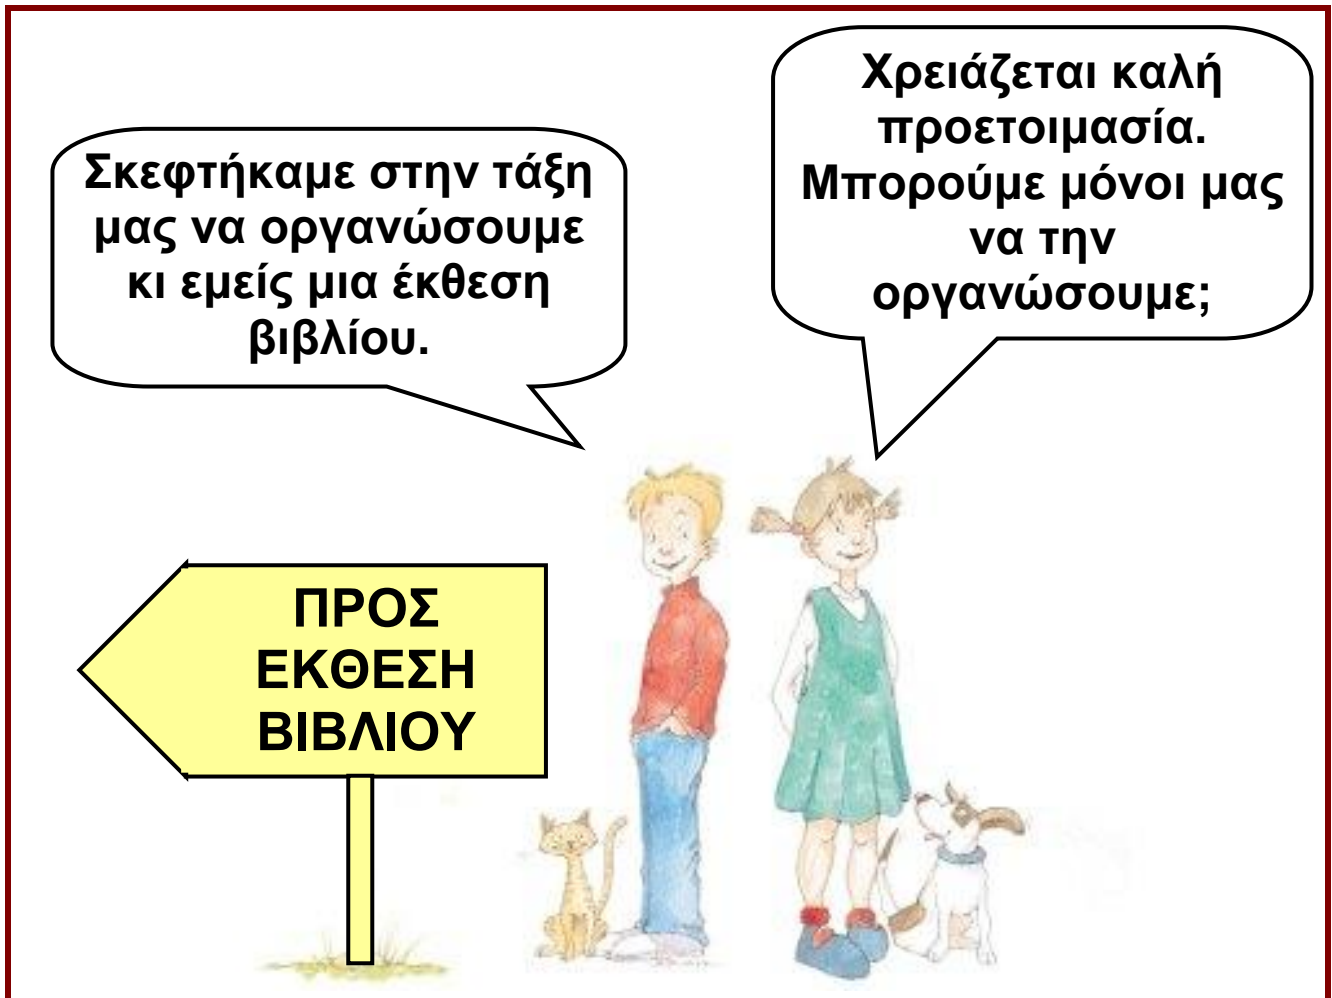 Σκεφτήκαμε στην τάξη
μας να οργανώσουμε
κι εμείς μια έκθεση
βιβλίου.
Χρειάζεται καλή
προετοιμασία.
Μπορούμε μόνοι μας
να την
οργανώσουμε;
ΠΡΟΣ
ΕΚΘΕΣΗ
ΒΙΒΛΙΟΥ